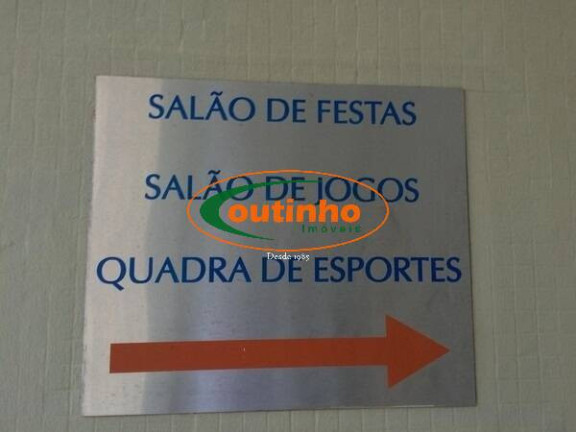 SALÃO DE FESTAS
SALÃO DE JOGOS
Coutinho
Imóveis
Desde 1985
QUADRA DE ESPORTES